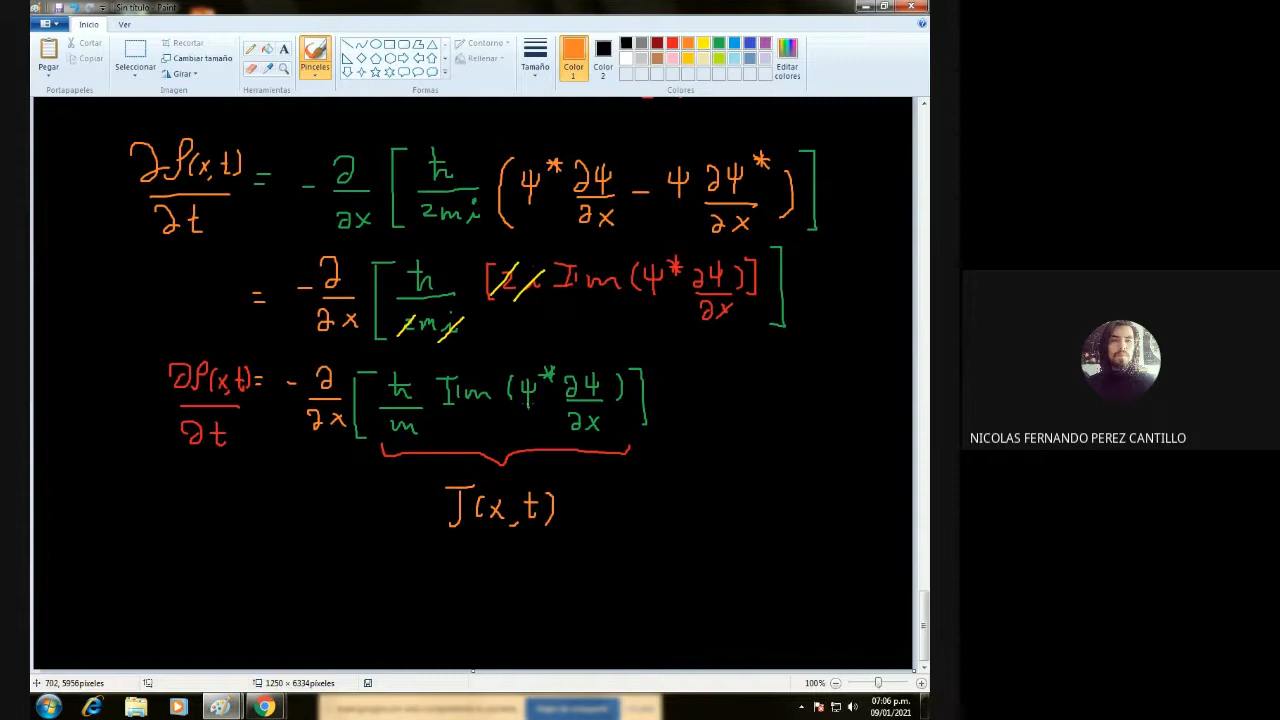 Sin título - Paint
Inicio Ver
Pegar
Cortar
Copiar
Portapapeles
Seleccionar
Recortar
Cambiar tamaño
Girar
Imagen
A
Herramientas
Pinceles
Contorno
Rellenar
Formas
Tamaño
Color 1
Color 2
Editar colores
Colores
∂ρ(x,t)/∂t = - ∂/∂x [ ħ/2mi ( ψ* ∂ψ/∂x - ψ ∂ψ*/∂x ) ]
= - ∂/∂x [ ħ/2mi [2i Im (ψ* ∂ψ/∂x)] ]
∂ρ(x,t)/∂t = - ∂/∂x [ ħ/m Im (ψ* ∂ψ/∂x) ]
J(x,t)
NICOLAS FERNANDO PEREZ CANTILLO
702, 5956píxeles
1250 × 6334píxeles
100%
07:06 p.m.
09/01/2021